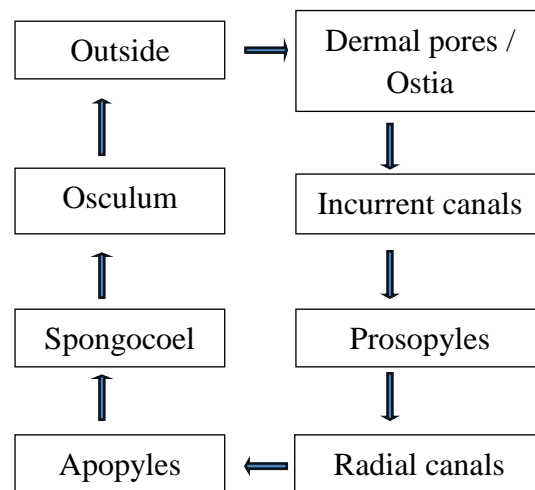 Outside
Dermal pores /
Ostia
Osculum
Incurrent canals
Spongocoel
Prosopyles
Apopyles
Radial canals